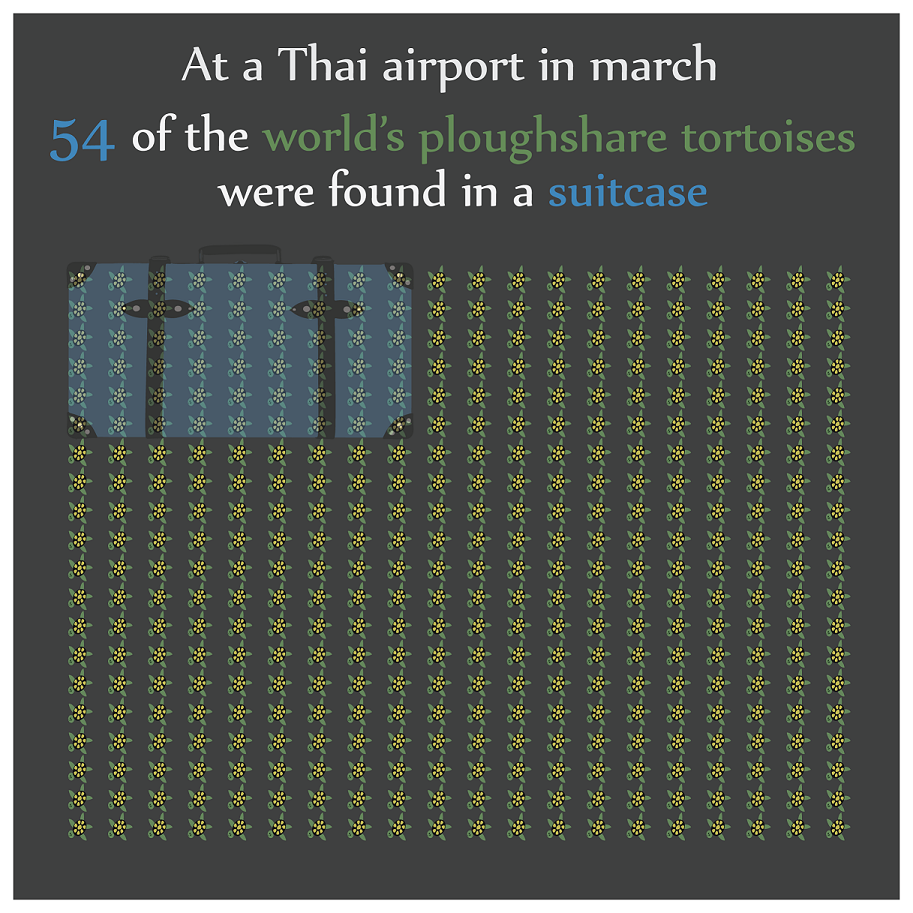 At a Thai airport in march
54 of the world's ploughshare tortoises
were found in a suitcase